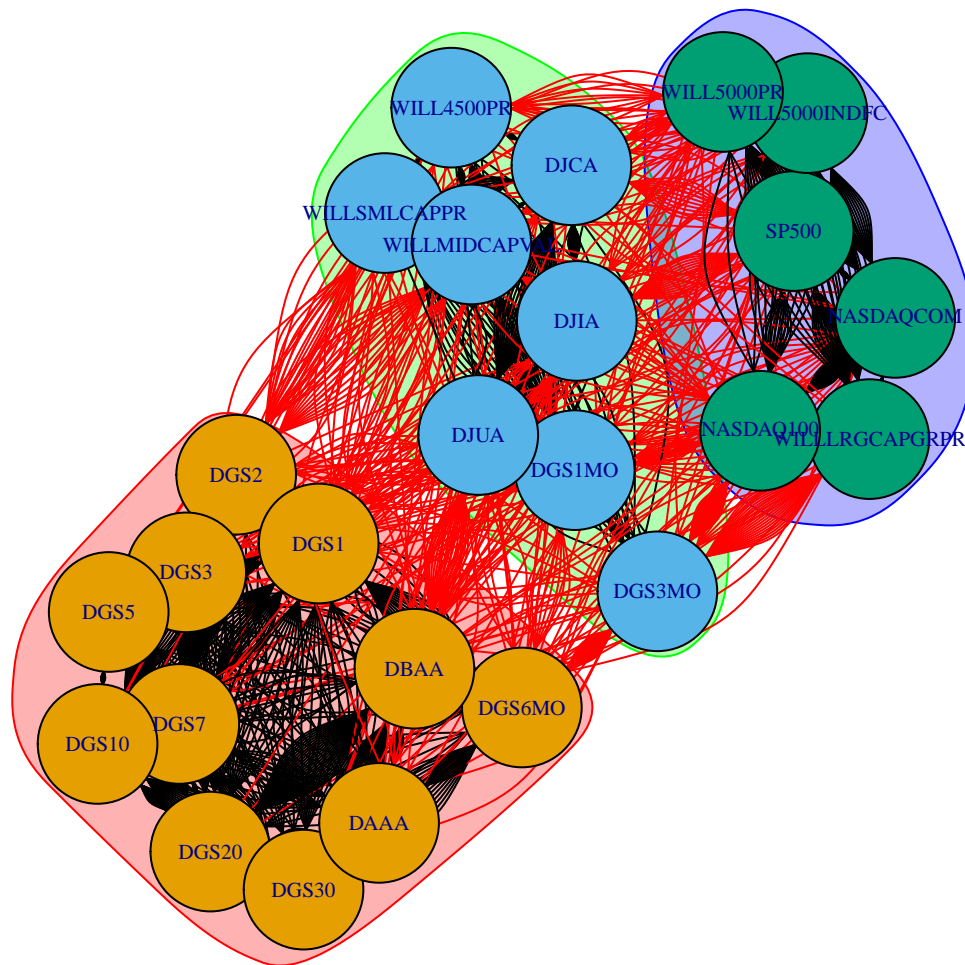 WILL5000PR
WILL4500PR
WILL5000INDFC
DJCA
WILLSMLCAPPR
SP500
WILLMIDCAPVAL
NASDAQCOM
DJIA
NASDAQ100
DJUA
WILLLRGCAPGRPR
DGS1MO
DGS2
DGS1
DGS3
DGS3MO
DGS5
DBAA
DGS6MO
DGS7
DGS10
DAAA
DGS20
DGS30